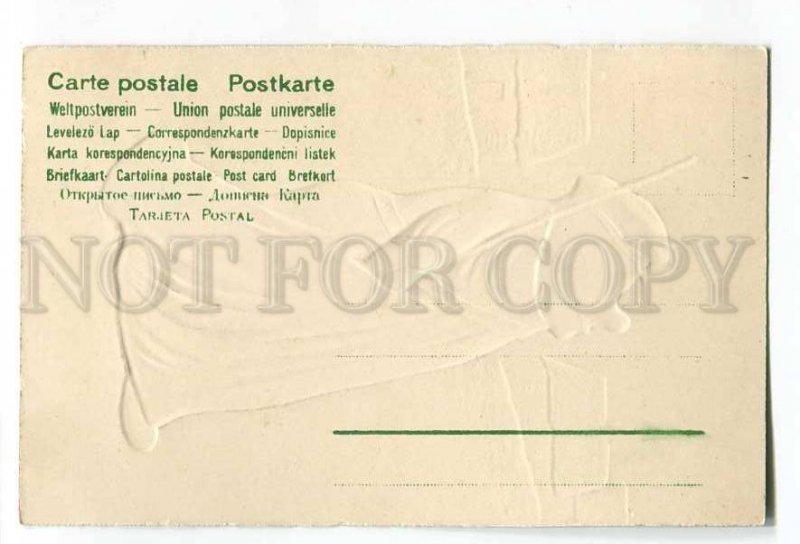 Carte postale Postkarte
Weltpostverein — Union postale universelle
Levelező Lap — Correspondenzkarte — Dopisnice
Karta korespondencyjna — Korespondenční listek
Briefkaart- Cartolina postale Post card Brefkort
Открытое письмо — Дописна Карта
TARJETA POSTAL
NOT FOR COPY